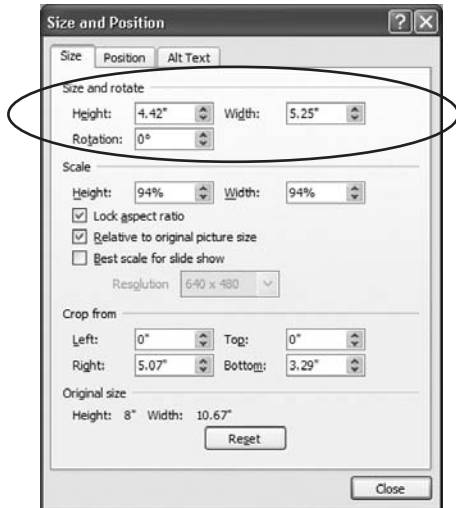 Size and Position
Size Position Alt Text
Size and rotate
Height: 4.42" Width: 5.25"
Rotation: 0°
Scale
Height: 94% Width: 94%
Lock aspect ratio
Relative to original picture size
Best scale for slide show
Resolution 640 x 480
Crop from
Left: 0" Top: 0"
Right: 5.07" Bottom: 3.29"
Original size
Height: 8" Width: 10.67"
Reset
Close